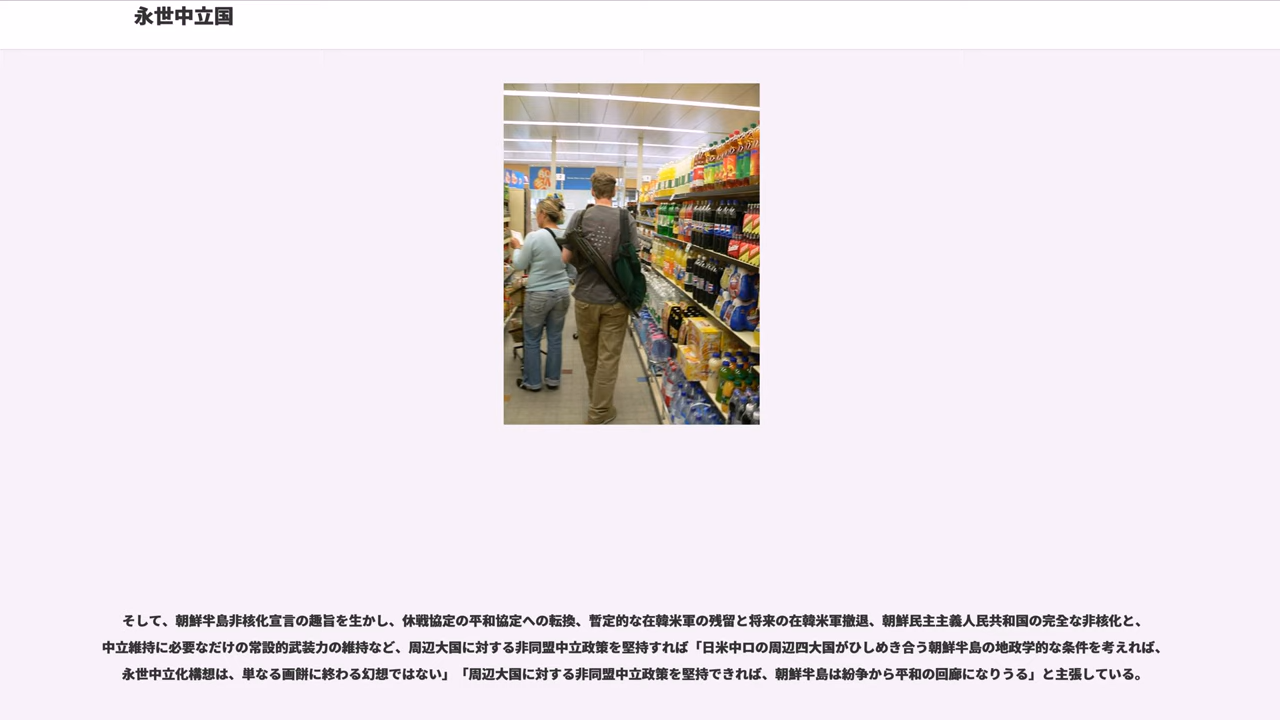 永世中立国
そして、朝鮮半島非核化宣言の趣旨を生かし、休戦協定の平和協定への転換、暫定的な在韓米軍の残留と将来の在韓米軍撤退、朝鮮民主主義人民共和国の完全な非核化と、
中立維持に必要なだけの常設的武装力の維持など、周辺大国に対する非同盟中立政策を堅持すれば「日米中ロの周辺四大国がひしめき合う朝鮮半島の地政学的な条件を考えれば、
永世中立化構想は、単なる画餅に終わる幻想ではない」「周辺大国に対する非同盟中立政策を堅持できれば、朝鮮半島は紛争から平和の回廊になりうる」と主張している。